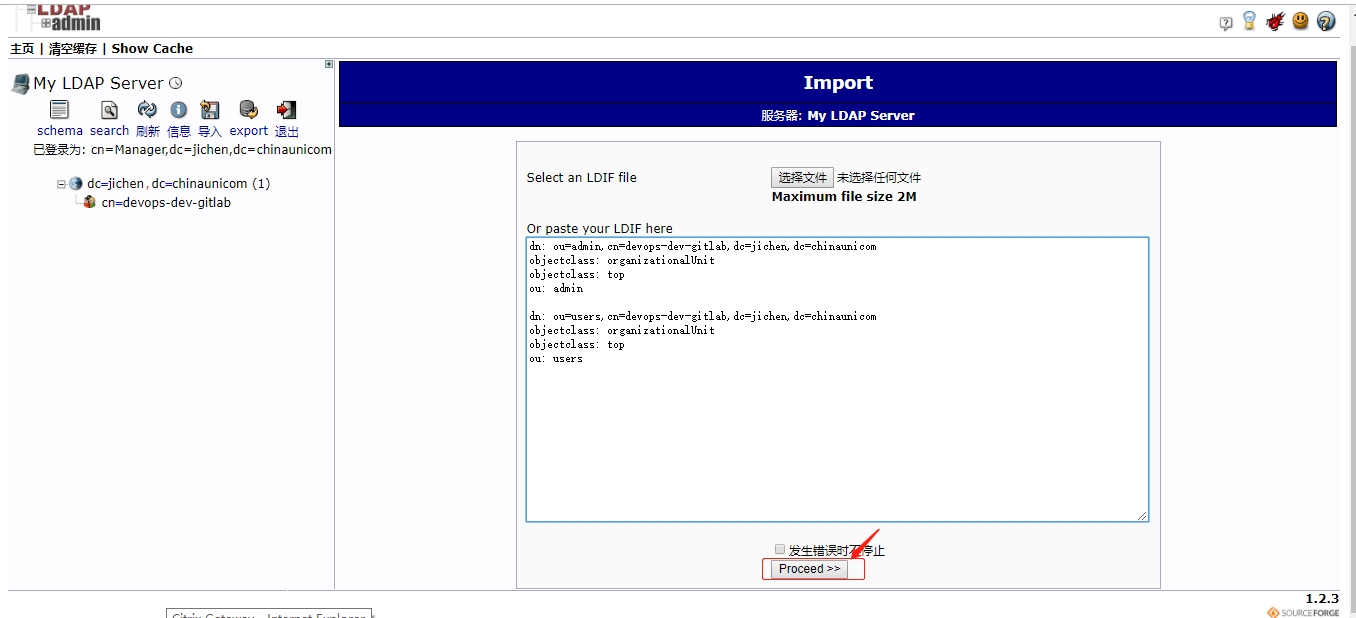 LDAP
admin
主页 | 清空缓存 | Show Cache
My LDAP Server
schema search 刷新 信息 导入 export 退出
已登录为: cn=Manager,dc=jichen,dc=chinaunicom
dc=jichen,dc=chinaunicom (1)
cn=devops-dev-gitlab
Import
服务器: My LDAP Server
Select an LDIF file
选择文件 未选择任何文件
Maximum file size 2M
Or paste your LDIF here
dn: ou=admin,cn=devops-dev-gitlab,dc=jichen,dc=chinaunicom
objectclass: organizationalUnit
objectclass: top
ou: admin
dn: ou=users,cn=devops-dev-gitlab,dc=jichen,dc=chinaunicom
objectclass: organizationalUnit
objectclass: top
ou: users
发生错误时不停止
Proceed >>
1.2.3
SOURCEFORGE
Citrix Gateway - Internet Explorer